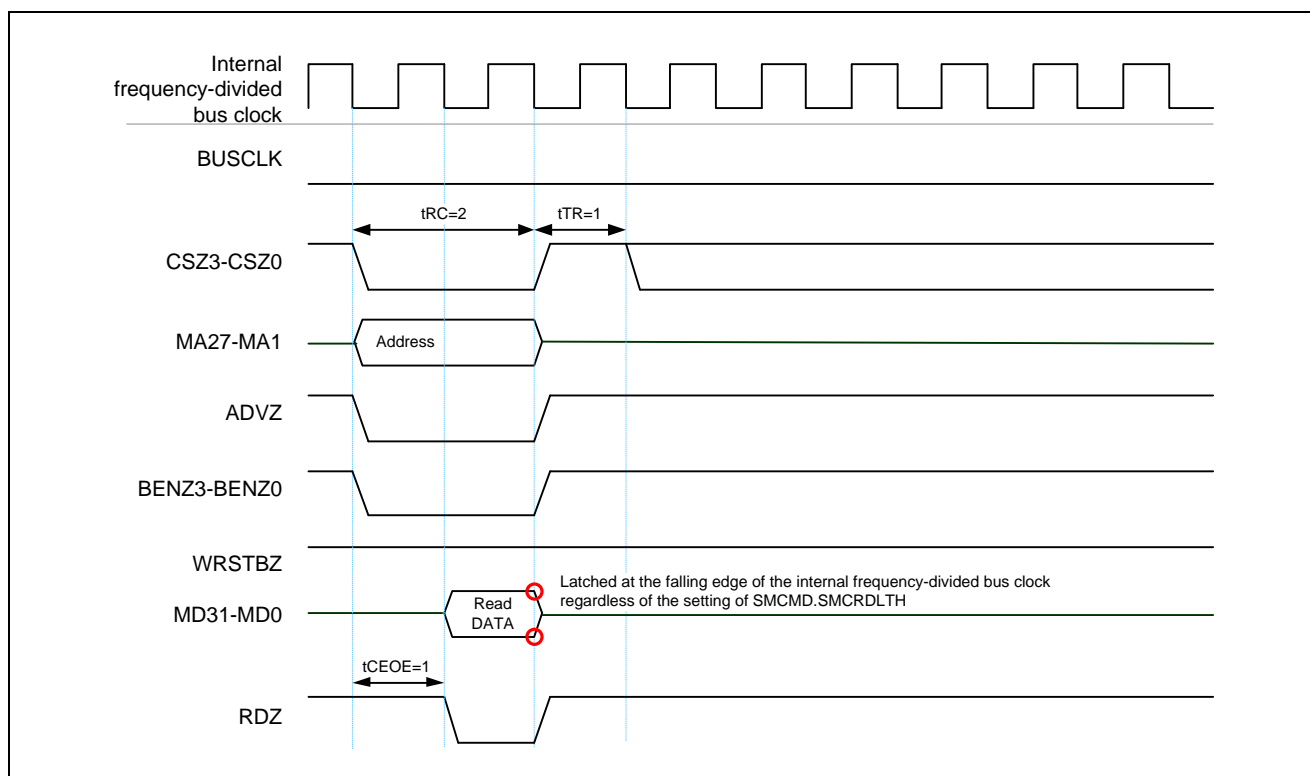 Internal
frequency-divided
bus clock
BUSCLK
tRC=2
tTR=1
CSZ3-CSZ0
MA27-MA1
Address
ADVZ
BENZ3-BENZ0
WRSTBZ
Latched at the falling edge of the internal frequency-divided bus clock
regardless of the setting of SMCMD.SMCRDLTH
MD31-MD0
Read
DATA
tCEOE=1
RDZ